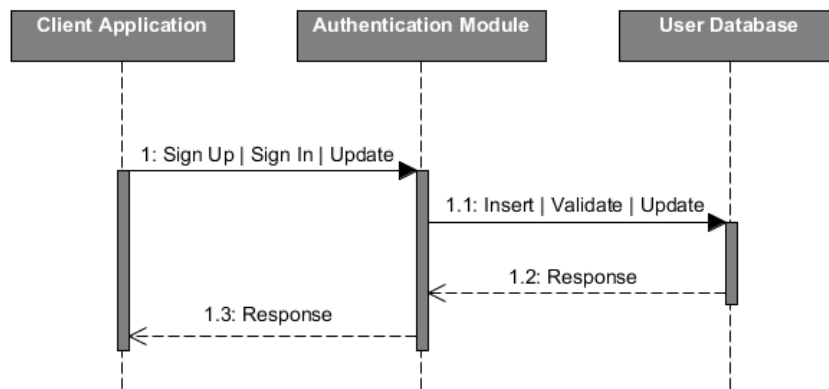 Client Application
Authentication Module
User Database
1: Sign Up | Sign In | Update
1.1: Insert | Validate | Update
1.2: Response
1.3: Response